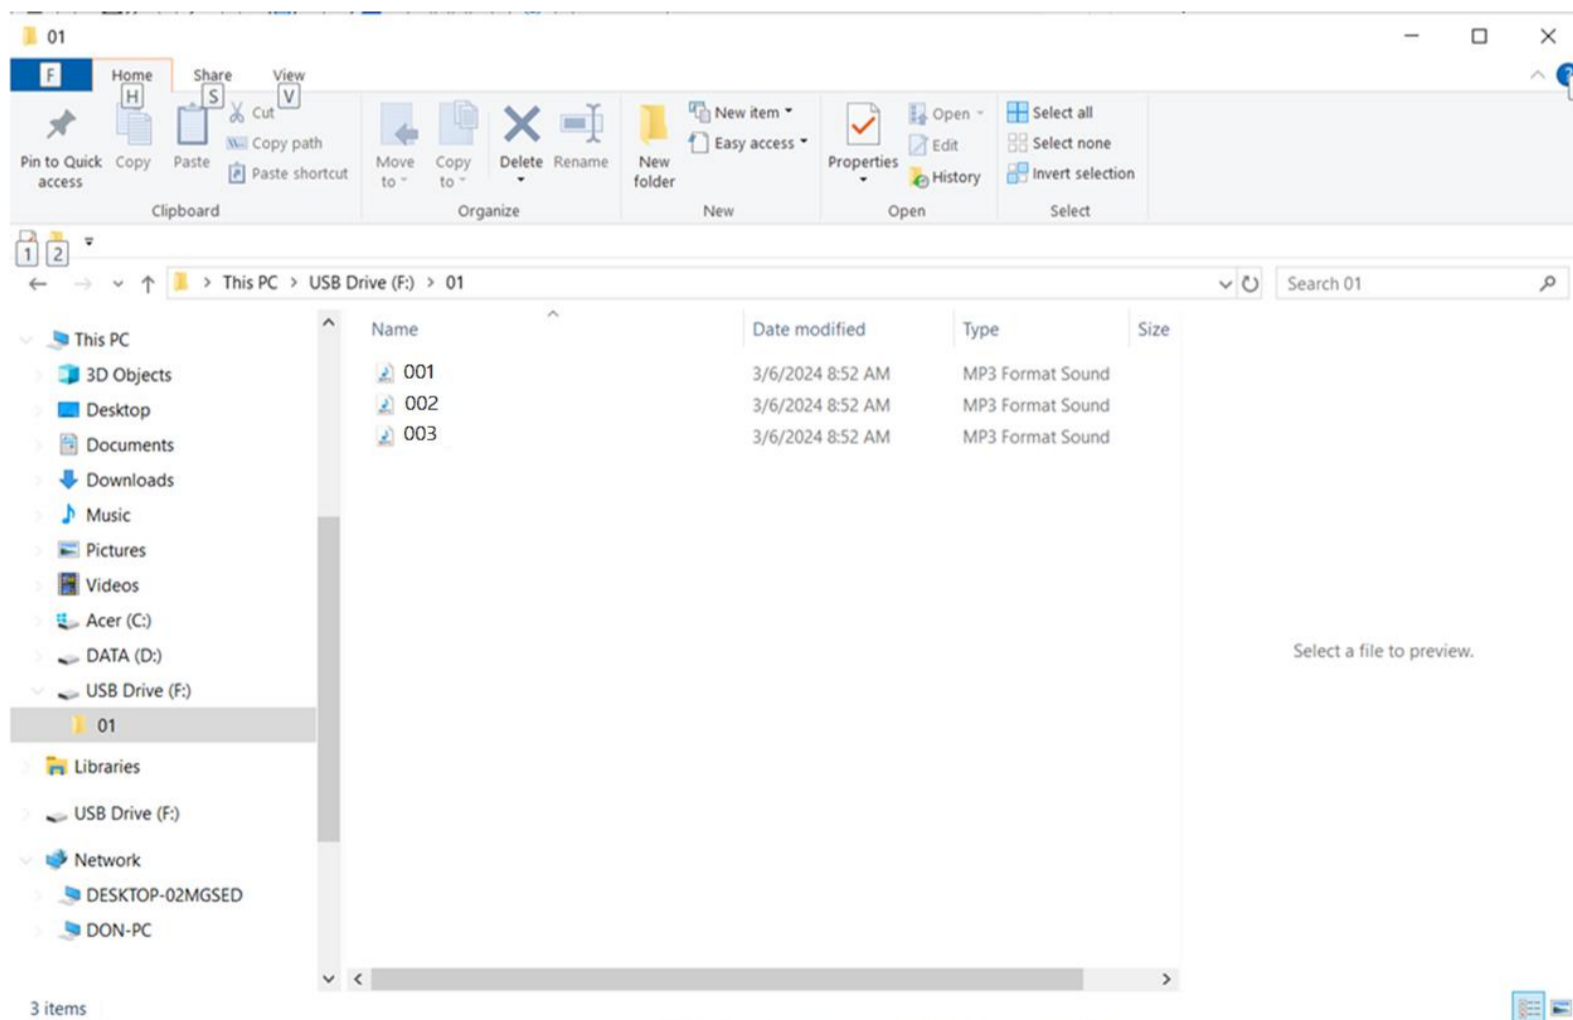 01
F
Home Share View
H S V
Cut
Copy path
Paste shortcut
Pin to Quick access
Copy
Paste
Clipboard
Move to
Copy to
Delete
Rename
Organize
New folder
New item
Easy access
New
Properties
Open
Edit
History
Open
Select all
Select none
Invert selection
Select
1 2
This PC > USB Drive (F:) > 01
Search 01
This PC
3D Objects
Desktop
Documents
Downloads
Music
Pictures
Videos
Acer (C:)
DATA (D:)
USB Drive (F:)
01
Libraries
USB Drive (F:)
Network
DESKTOP-02MGSED
DON-PC
Name Date modified Type Size
001 3/6/2024 8:52 AM MP3 Format Sound
002 3/6/2024 8:52 AM MP3 Format Sound
003 3/6/2024 8:52 AM MP3 Format Sound
Select a file to preview.
3 items